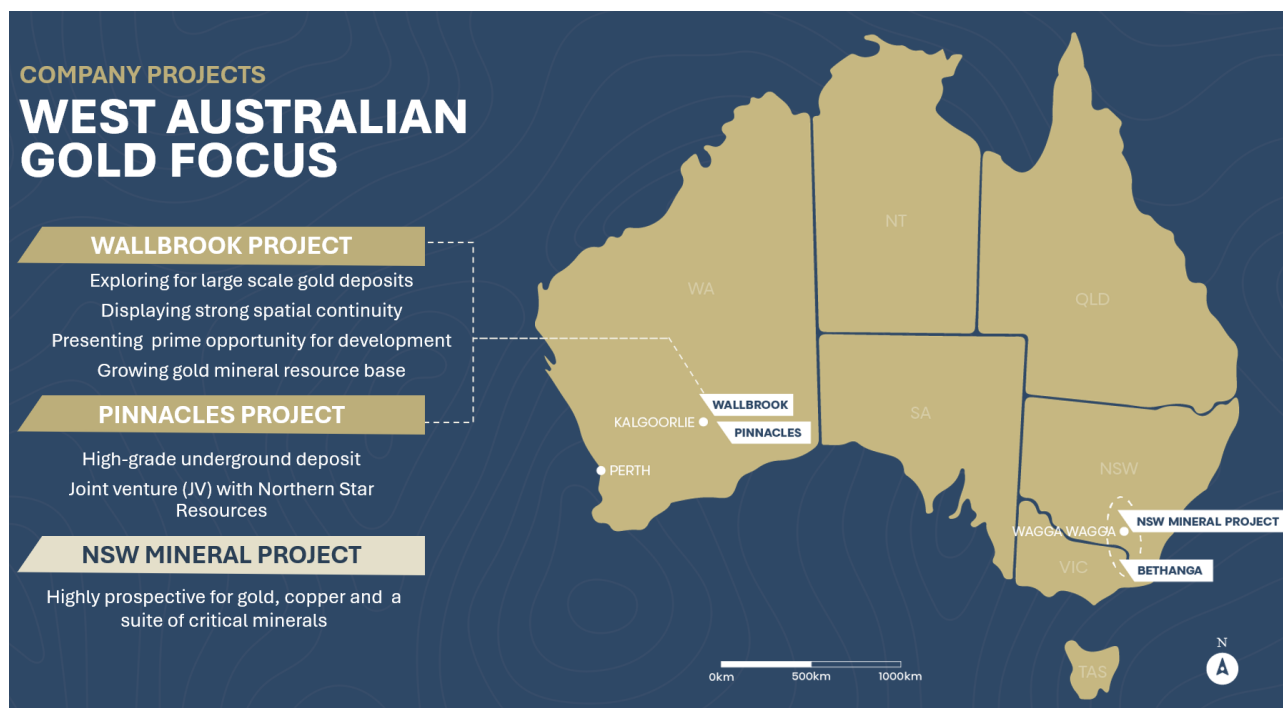 COMPANY PROJECTS
WEST AUSTRALIAN
GOLD FOCUS
WALLBROOK PROJECT
Exploring for large scale gold deposits
Displaying strong spatial continuity
Presenting  prime opportunity for development
Growing gold mineral resource base
PINNACLES PROJECT
High-grade underground deposit
Joint venture (JV) with Northern Star
Resources
NSW MINERAL PROJECT
Highly prospective for gold, copper and  a
suite of critical minerals
NT
WA
QLD
SA
WALLBROOK
KALGOORLIE
PINNACLES
PERTH
NSW
NSW MINERAL PROJECT
WAGGA WAGGA
VIC
BETHANGA
TAS
N
0km
500km
1000km